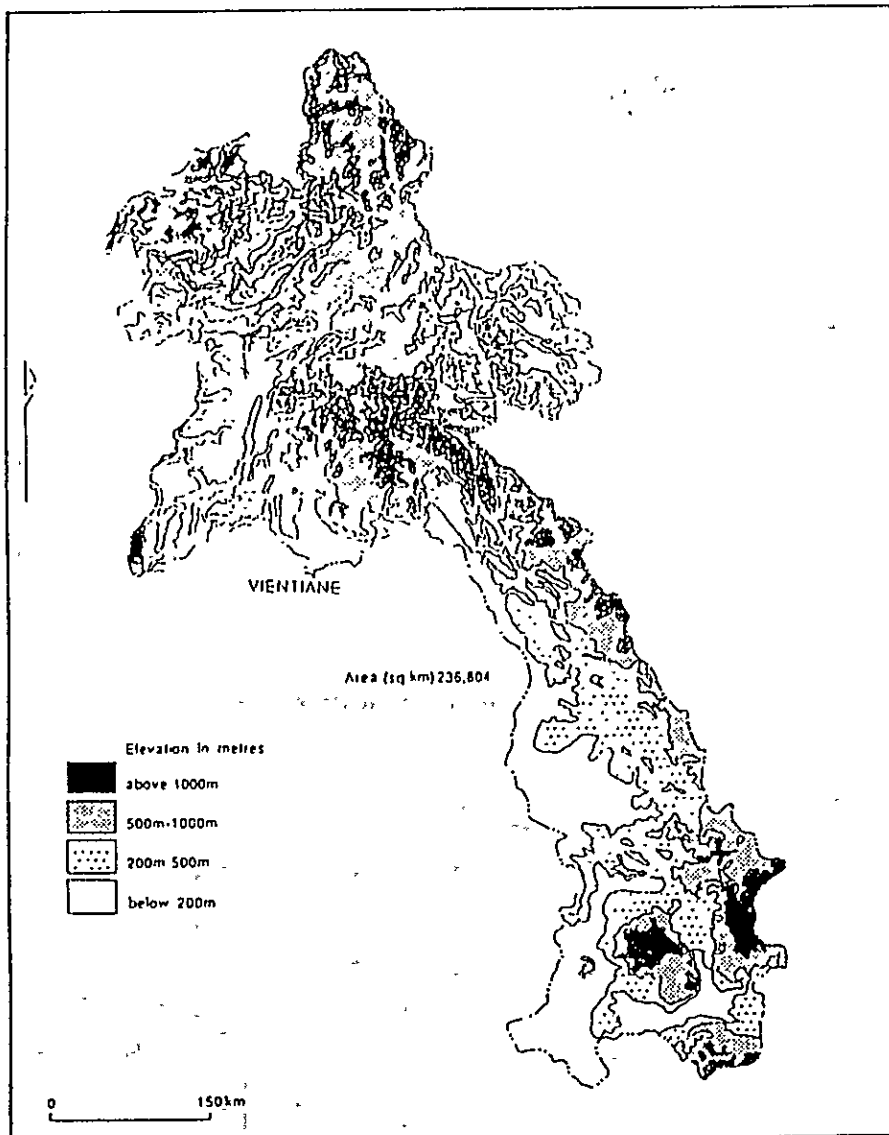 VIENTIANE
Area (sq km) 236,804
Elevation in metres
above 1000m
500m-1000m
200m 500m
below 200m
0 150km